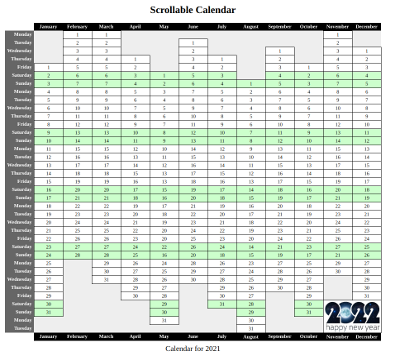 Scrollable Calendar
January February March April May June July August September October November December
Monday 1 1 1
Tuesday 2 2 1 2
Wednesday 3 3 2 1 3 1
Thursday 4 4 1 3 1 2 4 2
Friday 1 5 5 2 4 2 3 1 5 3
Saturday 2 6 6 3 1 5 3 4 2 6 4
Sunday 3 7 7 4 2 6 4 1 5 3 7 5
Monday 4 8 8 5 3 7 5 2 6 4 8 6
Tuesday 5 9 9 6 4 8 6 3 7 5 9 7
Wednesday 6 10 10 7 5 9 7 4 8 6 10 8
Thursday 7 11 11 8 6 10 8 5 9 7 11 9
Friday 8 12 12 9 7 11 9 6 10 8 12 10
Saturday 9 13 13 10 8 12 10 7 11 9 13 11
Sunday 10 14 14 11 9 13 11 8 12 10 14 12
Monday 11 15 15 12 10 14 12 9 13 11 15 13
Tuesday 12 16 16 13 11 15 13 10 14 12 16 14
Wednesday 13 17 17 14 12 16 14 11 15 13 17 15
Thursday 14 18 18 15 13 17 15 12 16 14 18 16
Friday 15 19 19 16 14 18 16 13 17 15 19 17
Saturday 16 20 20 17 15 19 17 14 18 16 20 18
Sunday 17 21 21 18 16 20 18 15 19 17 21 19
Monday 18 22 22 19 17 21 19 16 20 18 22 20
Tuesday 19 23 23 20 18 22 20 17 21 19 23 21
Wednesday 20 24 24 21 19 23 21 18 22 20 24 22
Thursday 21 25 25 22 20 24 22 19 23 21 25 23
Friday 22 26 26 23 21 25 23 20 24 22 26 24
Saturday 23 27 27 24 22 26 24 21 25 23 27 25
Sunday 24 28 28 25 23 27 25 22 26 24 28 26
Monday 25 29 26 24 28 26 23 27 25 29 27
Tuesday 26 30 27 25 29 27 24 28 26 30 28
Wednesday 27 31 28 26 30 28 25 29 27 29
Thursday 28 29 27 29 26 30 28 30
Friday 29 30 28 30 27 29 31
Saturday 30 29 31 28 30
Sunday 31 30 29 31
Monday 31 30
Tuesday 31
2022
happy new year
January February March April May June July August September October November December
Calendar for 2021